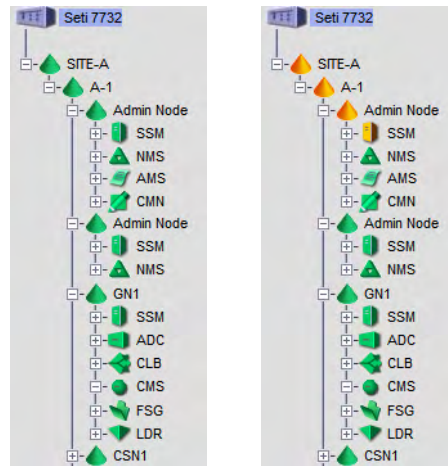 Seti 7732
SITE-A
A-1
Admin Node
SSM
NMS
AMS
CMN
Admin Node
SSM
NMS
GN1
SSM
ADC
CLB
CMS
FSG
LDR
CSN1
Seti 7732
SITE-A
A-1
Admin Node
SSM
NMS
AMS
CMN
Admin Node
SSM
NMS
GN1
SSM
ADC
CLB
CMS
FSG
LDR
CSN1